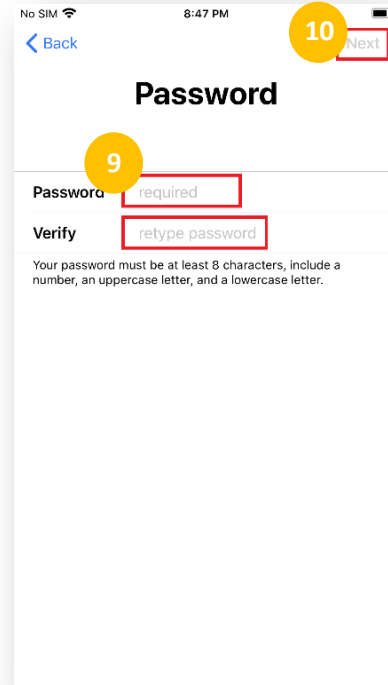 No SIM 8:47 PM
Back
10
Next
Password
9
Password required
Verify retype password
Your password must be at least 8 characters, include a
number, an uppercase letter, and a lowercase letter.